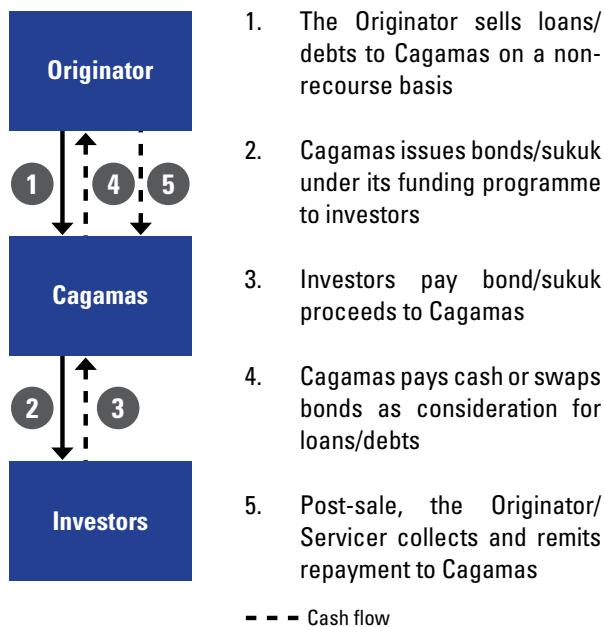 Originator
1
4
5
Cagamas
2
3
Investors
1. The Originator sells loans/
debts to Cagamas on a non-
recourse basis
2. Cagamas issues bonds/sukuk
under its funding programme
to investors
3. Investors pay bond/sukuk
proceeds to Cagamas
4. Cagamas pays cash or swaps
bonds as consideration for
loans/debts
5. Post-sale, the Originator/
Servicer collects and remits
repayment to Cagamas
Cash flow